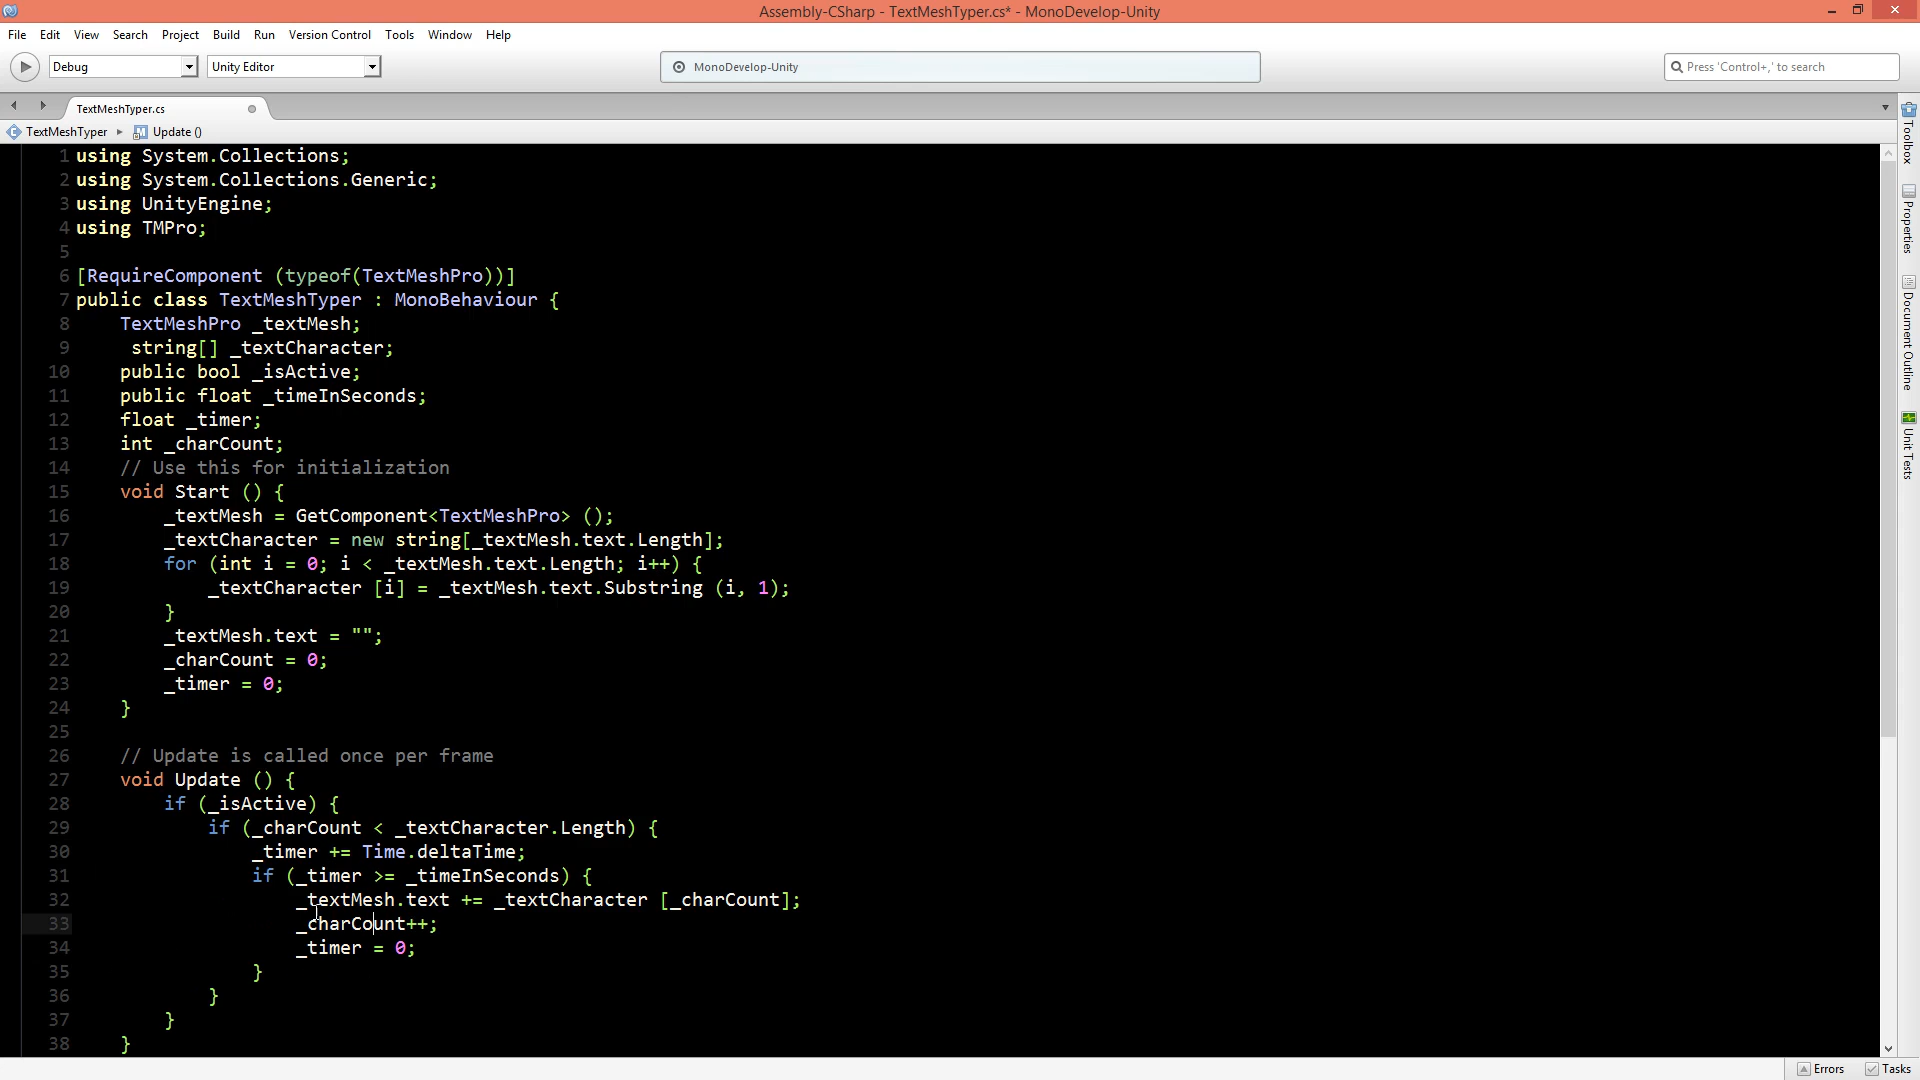 Assembly-CSharp - TextMeshTyper.cs* - MonoDevelop-Unity
File Edit View Search Project Build Run Version Control Tools Window Help
Debug Unity Editor MonoDevelop-Unity Press 'Control+,' to search
TextMeshTyper.cs
TextMeshTyper Update ()
1 using System.Collections;
2 using System.Collections.Generic;
3 using UnityEngine;
4 using TMPro;
5
6 [RequireComponent (typeof(TextMeshPro))]
7 public class TextMeshTyper : MonoBehaviour {
8 TextMeshPro _textMesh;
9 string[] _textCharacter;
10 public bool _isActive;
11 public float _timeInSeconds;
12 float _timer;
13 int _charCount;
14 // Use this for initialization
15 void Start () {
16 _textMesh = GetComponent<TextMeshPro> ();
17 _textCharacter = new string[_textMesh.text.Length];
18 for (int i = 0; i < _textMesh.text.Length; i++) {
19 _textCharacter [i] = _textMesh.text.Substring (i, 1);
20 }
21 _textMesh.text = "";
22 _charCount = 0;
23 _timer = 0;
24 }
25
26 // Update is called once per frame
27 void Update () {
28 if (_isActive) {
29 if (_charCount < _textCharacter.Length) {
30 _timer += Time.deltaTime;
31 if (_timer >= _timeInSeconds) {
32 _textMesh.text += _textCharacter [_charCount];
33 _charCount++;
34 _timer = 0;
35 }
36 }
37 }
38 }
Toolbox
Properties
Document Outline
Unit Tests
Errors Tasks